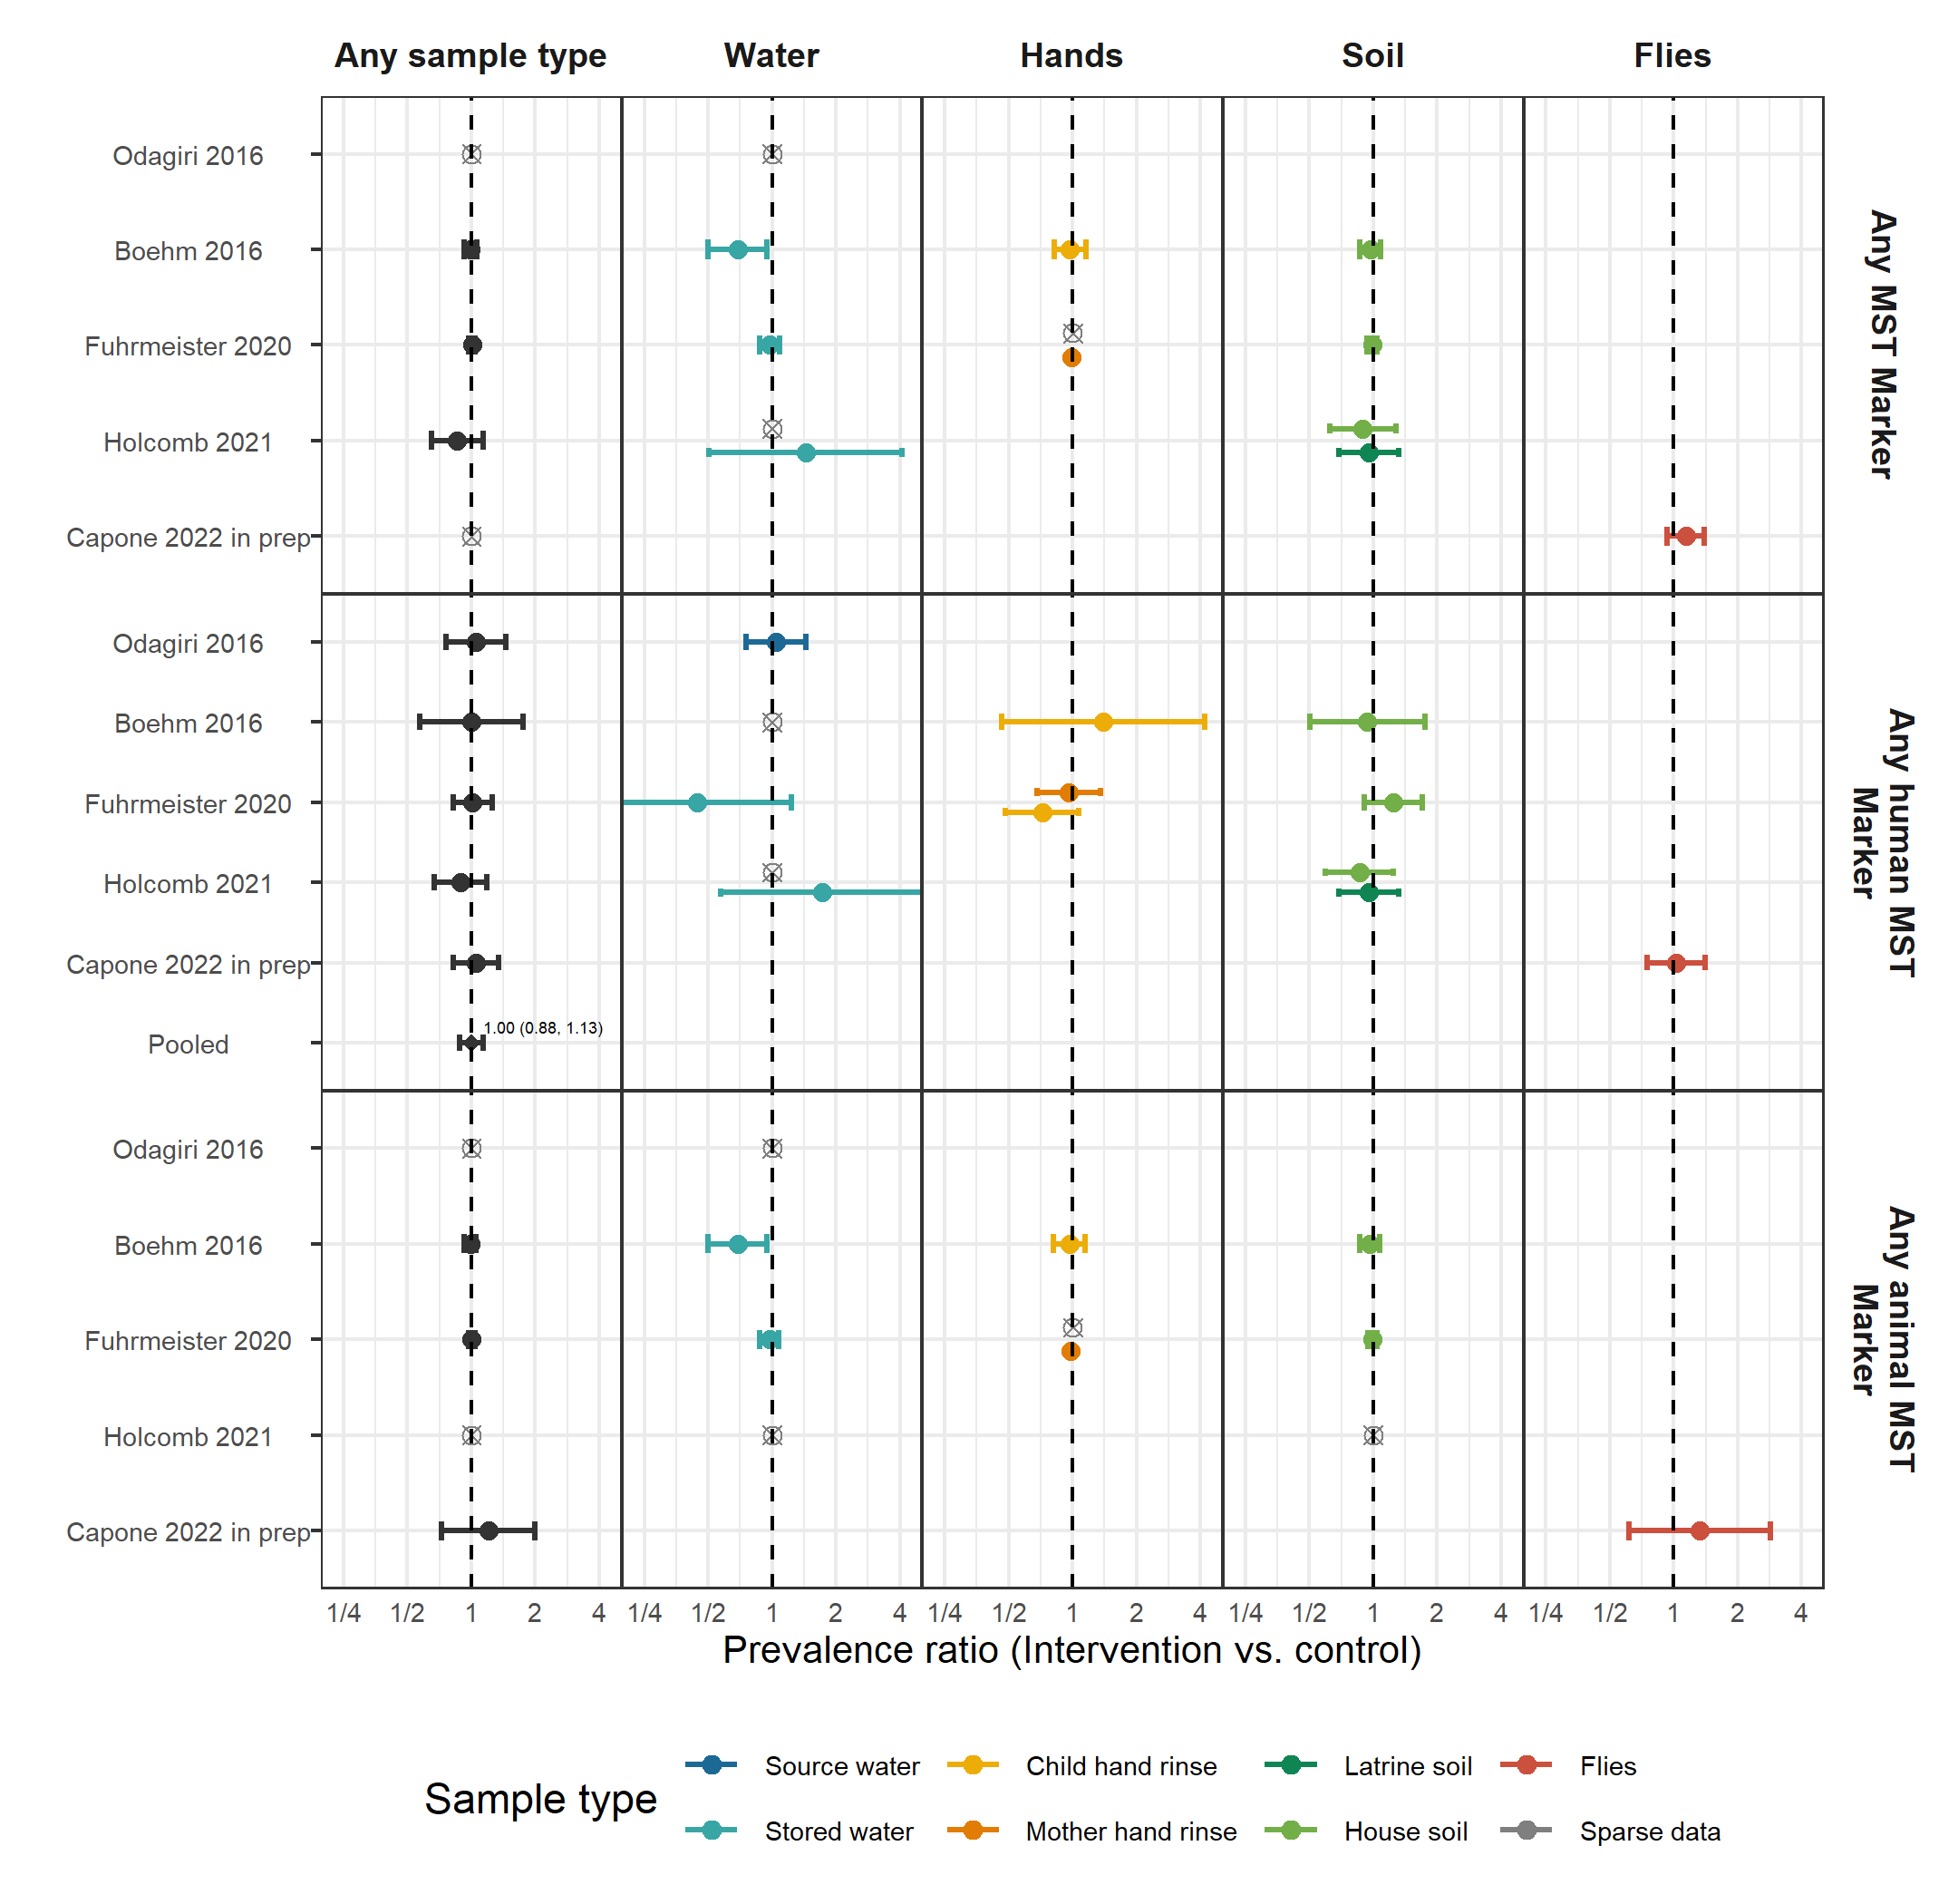 Any sample type Water Hands Soil Flies
Odagiri 2016
Boehm 2016
Fuhrmeister 2020
Holcomb 2021
Capone 2022 in prep
Any MST Marker
Odagiri 2016
Boehm 2016
Fuhrmeister 2020
Holcomb 2021
Capone 2022 in prep
Pooled
1.00 (0.88, 1.13)
Any human MST
Marker
Odagiri 2016
Boehm 2016
Fuhrmeister 2020
Holcomb 2021
Capone 2022 in prep
Any animal MST
Marker
1/4 1/2 1 2 4 1/4 1/2 1 2 4 1/4 1/2 1 2 4 1/4 1/2 1 2 4 1/4 1/2 1 2 4
Prevalence ratio (Intervention vs. control)
Sample type
Source water Child hand rinse Latrine soil Flies
Stored water Mother hand rinse House soil Sparse data